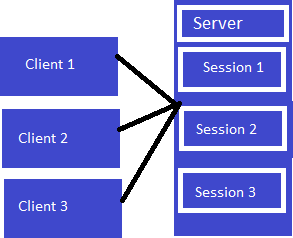 Server
Client 1
Session 1
Client 2
Session 2
Client 3
Session 3